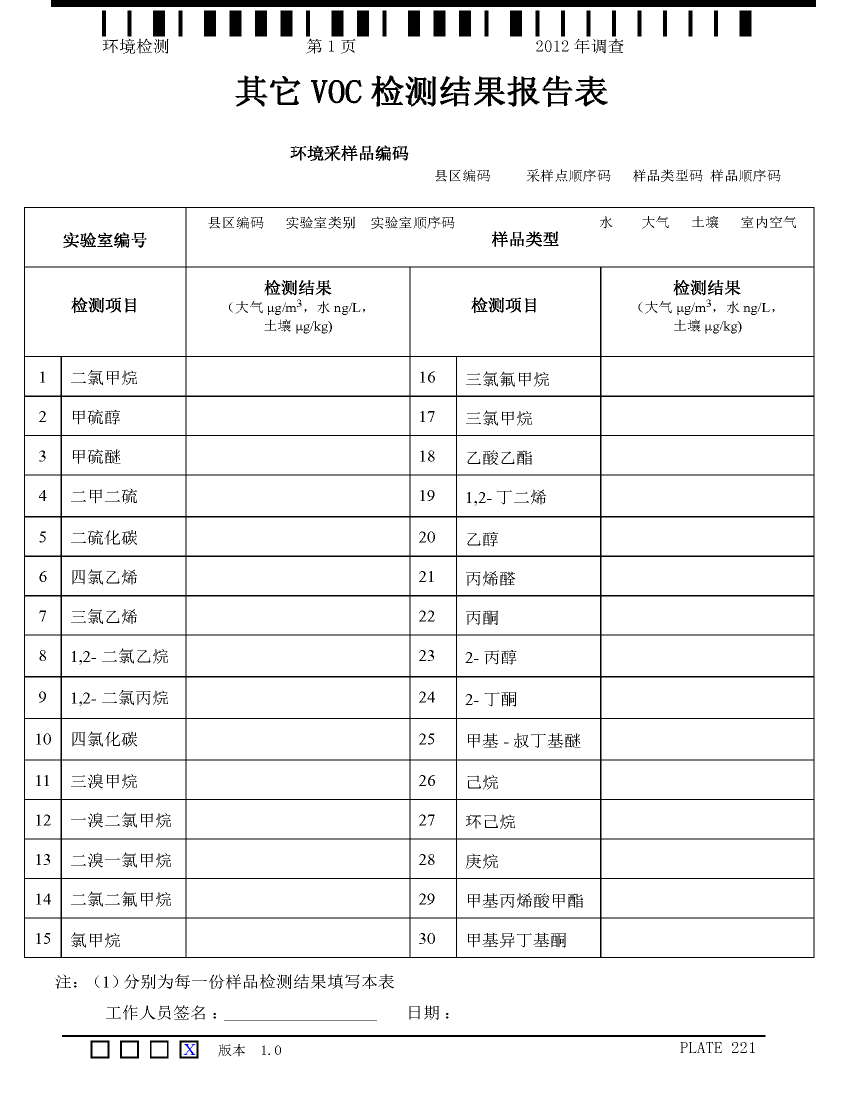 环境检测 第 1 页 2012 年调查
其它 VOC 检测结果报告表
环境采样品编码
县区编码 采样点顺序码 样品类型码 样品顺序码
实验室编号 县区编码 实验室类别 实验室顺序码 样品类型 水 大气 土壤 室内空气
检测项目 检测结果 检测项目 检测结果
（大气 μg/m³，水 ng/L， （大气 μg/m³，水 ng/L，
土壤 μg/kg) 土壤 μg/kg)
1 二氯甲烷 16 三氯氟甲烷
2 甲硫醇 17 三氯甲烷
3 甲硫醚 18 乙酸乙酯
4 二甲二硫 19 1,2- 丁二烯
5 二硫化碳 20 乙醇
6 四氯乙烯 21 丙烯醛
7 三氯乙烯 22 丙酮
8 1,2- 二氯乙烷 23 2- 丙醇
9 1,2- 二氯丙烷 24 2- 丁酮
10 四氯化碳 25 甲基 - 叔丁基醚
11 三溴甲烷 26 己烷
12 一溴二氯甲烷 27 环己烷
13 二溴一氯甲烷 28 庚烷
14 二氯二氟甲烷 29 甲基丙烯酸甲酯
15 氯甲烷 30 甲基异丁基酮
注：（1）分别为每一份样品检测结果填写本表
工作人员签名：__________________ 日期：
X 版本 1.0 PLATE 221